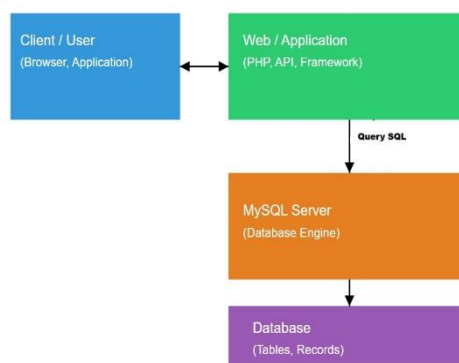 Client / User
(Browser, Application)
Web / Application
(PHP, API, Framework)
Query SQL
MySQL Server
(Database Engine)
Database
(Tables, Records)